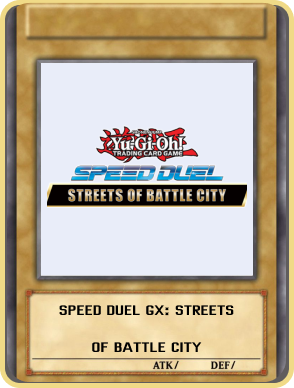 Yu-Gi-Oh!
TRADING CARD GAME
SPEED DUEL
STREETS OF BATTLE CITY
SPEED DUEL GX: STREETS
OF BATTLE CITY
ATK/ DEF/